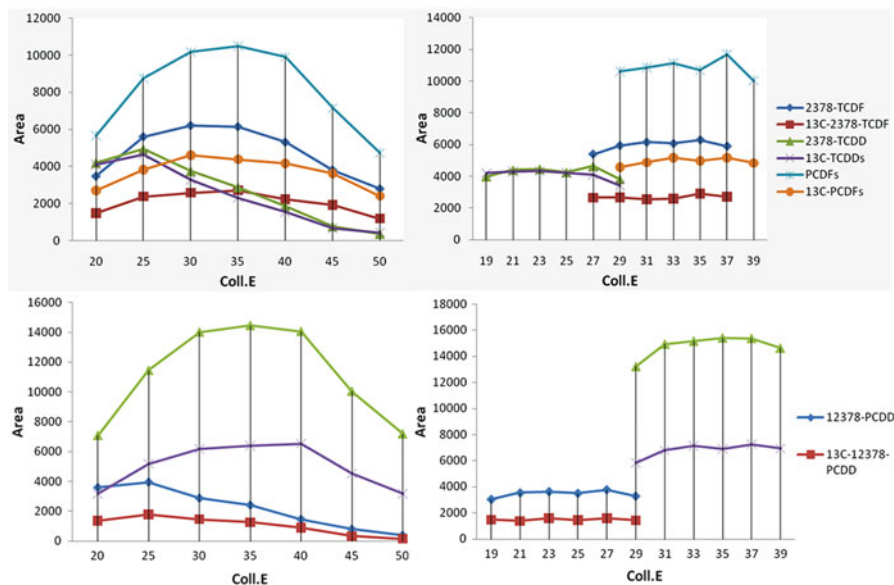 12000
10000
8000
6000
4000
2000
0
Area
20 25 30 35 40 45 50
Coll.E
14000
12000
10000
8000
6000
4000
2000
0
Area
19 21 23 25 27 29 31 33 35 37 39
Coll.E
2378-TCDF
13C-2378-TCDF
2378-TCDD
13C-TCDDs
PCDFs
13C-PCDFs
16000
14000
12000
10000
8000
6000
4000
2000
0
Area
20 25 30 35 40 45 50
Coll.E
18000
16000
14000
12000
10000
8000
6000
4000
2000
0
Area
19 21 23 25 27 29 31 33 35 37 39
Coll.E
12378-PCDD
13C-12378-
PCDD